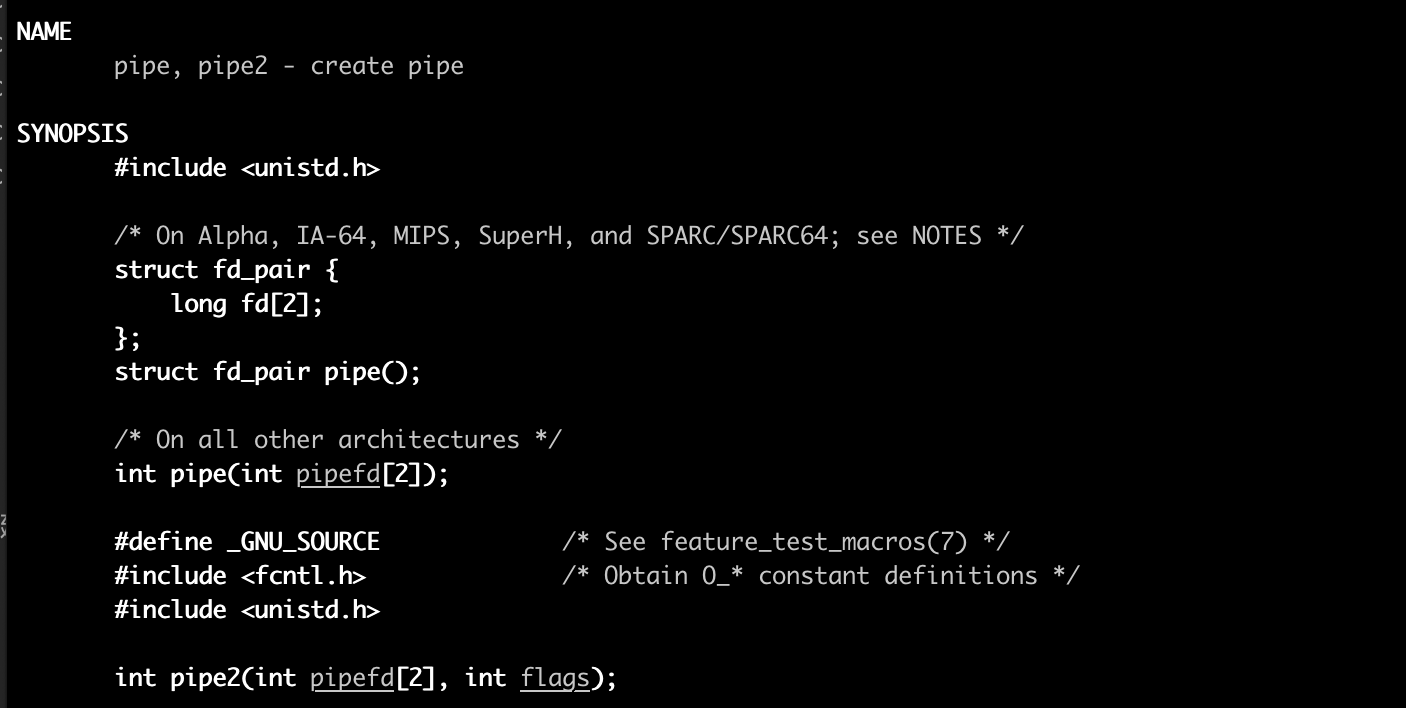 NAME
pipe, pipe2 - create pipe
SYNOPSIS
#include <unistd.h>
/* On Alpha, IA-64, MIPS, SuperH, and SPARC/SPARC64; see NOTES */
struct fd_pair {
long fd[2];
};
struct fd_pair pipe();
/* On all other architectures */
int pipe(int pipefd[2]);
#define _GNU_SOURCE /* See feature_test_macros(7) */
#include <fcntl.h> /* Obtain O_* constant definitions */
#include <unistd.h>
int pipe2(int pipefd[2], int flags);